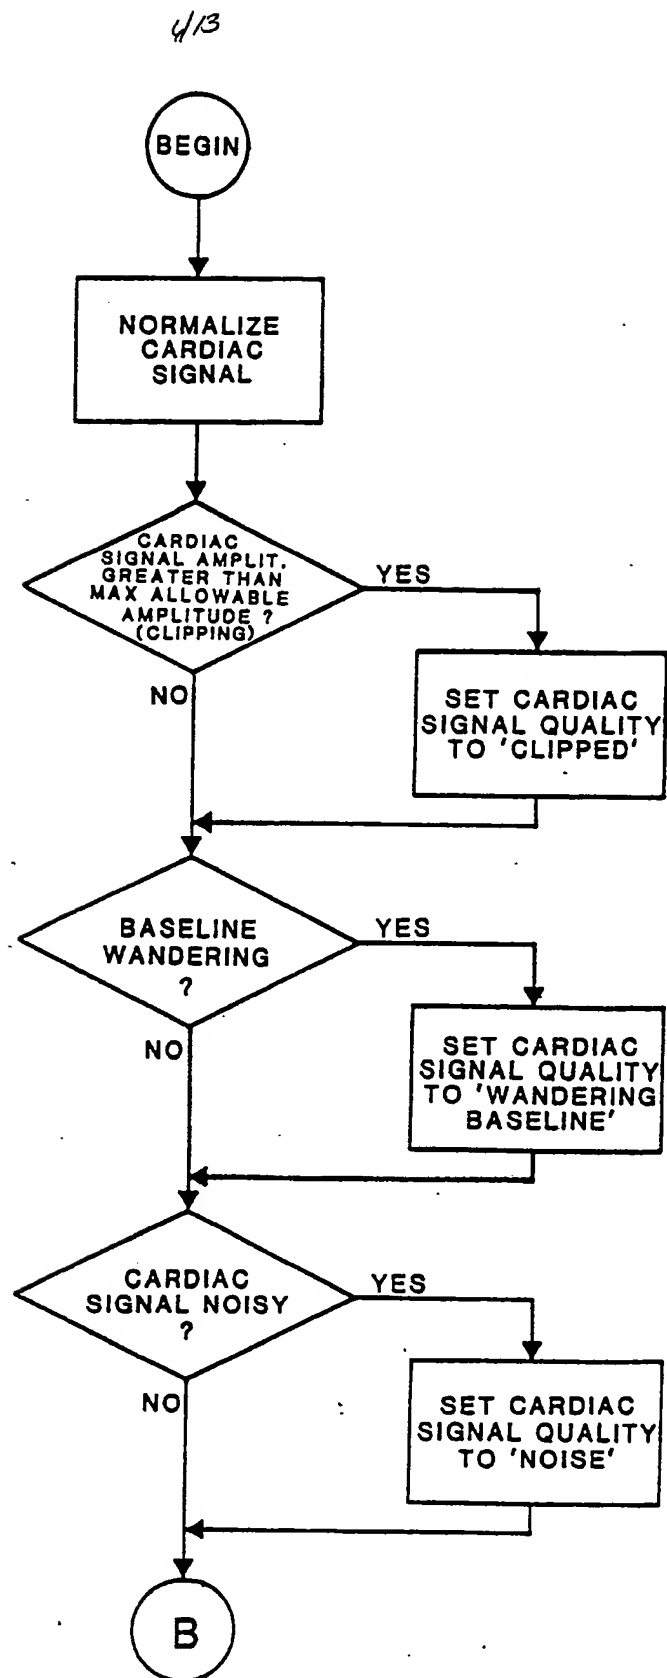 4/13
BEGIN
NORMALIZE
CARDIAC
SIGNAL
CARDIAC
SIGNAL AMPLIT.
GREATER THAN
MAX ALLOWABLE
AMPLITUDE ?
(CLIPPING)
YES
NO
SET CARDIAC
SIGNAL QUALITY
TO 'CLIPPED'
BASELINE
WANDERING
?
YES
NO
SET CARDIAC
SIGNAL QUALITY
TO 'WANDERING
BASELINE'
CARDIAC
SIGNAL NOISY
?
YES
NO
SET CARDIAC
SIGNAL QUALITY
TO 'NOISE'
B